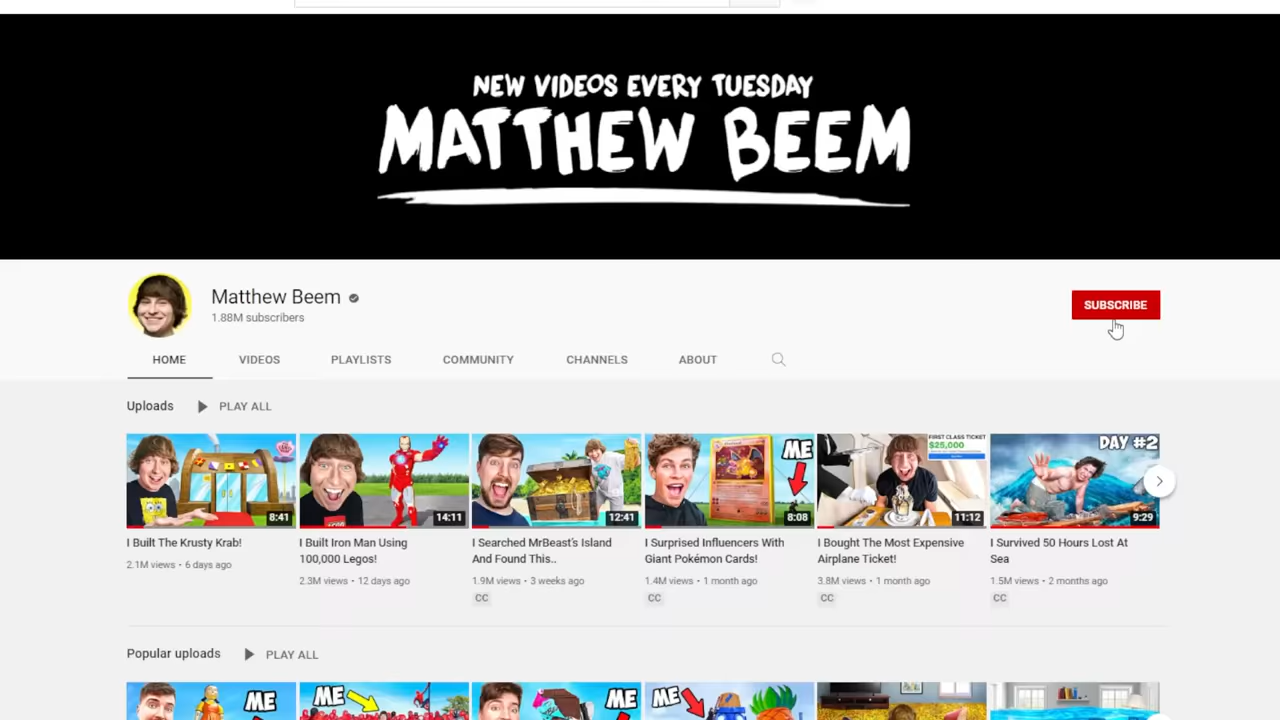 NEW VIDEOS EVERY TUESDAY
MATTHEW BEEM
Matthew Beem
1.88M subscribers
SUBSCRIBE
HOME VIDEOS PLAYLISTS COMMUNITY CHANNELS ABOUT
Uploads PLAY ALL
8:41
14:11
12:41
ME
8:08
FIRST CLASS TICKET
$25,000
11:12
DAY #2
9:29
I Built The Krusty Krab!
2.1M views • 6 days ago
I Built Iron Man Using
100,000 Legos!
2.3M views • 12 days ago
I Searched MrBeast's Island
And Found This..
1.9M views • 3 weeks ago
CC
I Surprised Influencers With
Giant Pokémon Cards!
1.4M views • 1 month ago
CC
I Bought The Most Expensive
Airplane Ticket!
3.8M views • 1 month ago
CC
I Survived 50 Hours Lost At
Sea
1.5M views • 2 months ago
CC
Popular uploads PLAY ALL
ME
ME
ME
ME